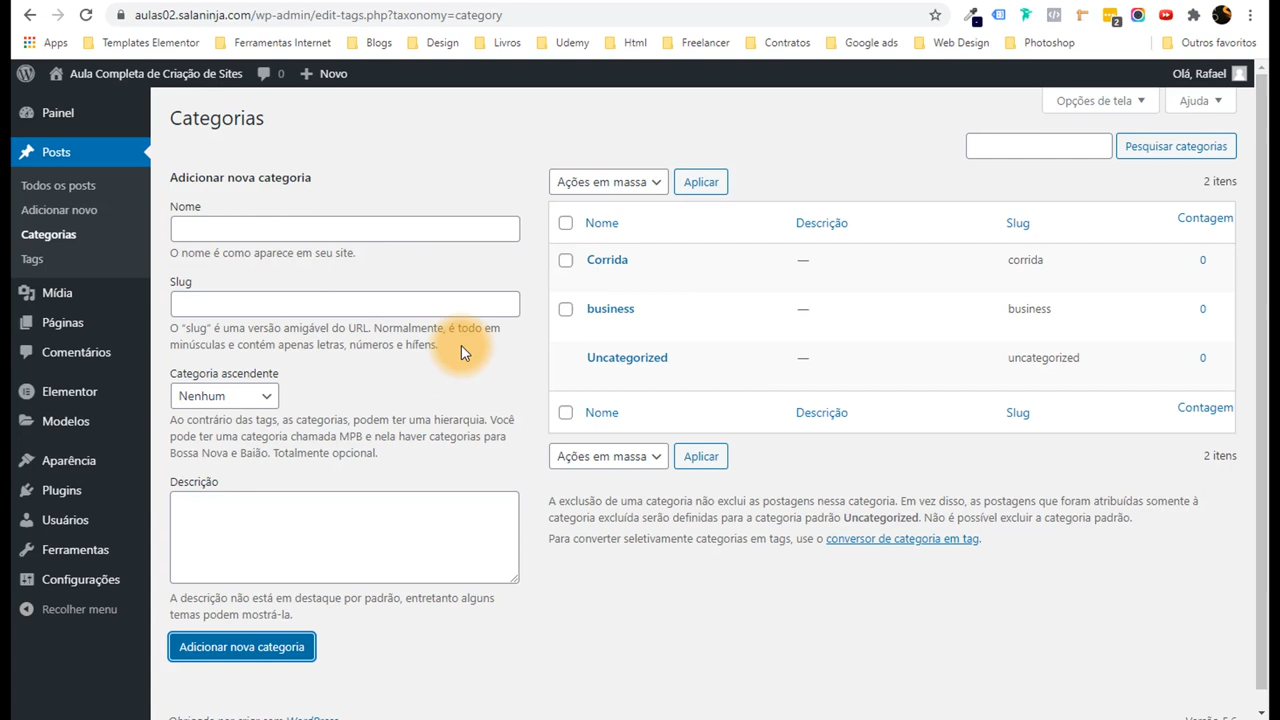 aulas02.salaninja.com/wp-admin/edit-tags.php?taxonomy=category
2
Apps
Templates Elementor
Ferramentas Internet
Blogs
Design
Livros
Udemy
Html
Freelancer
Contratos
Google ads
Web Design
Photoshop
Outros favoritos
Aula Completa de Criação de Sites
0
Novo
Olá, Rafael
Painel
Posts
Todos os posts
Adicionar novo
Categorias
Tags
Mídia
Páginas
Comentários
Elementor
Modelos
Aparência
Plugins
Usuários
Ferramentas
Configurações
Recolher menu
Categorias
Opções de tela
Ajuda
Pesquisar categorias
Adicionar nova categoria
Nome
O nome é como aparece em seu site.
Slug
O “slug” é uma versão amigável do URL. Normalmente, é todo em
minúsculas e contém apenas letras, números e hífens.
Categoria ascendente
Nenhum
Ao contrário das tags, as categorias, podem ter uma hierarquia. Você
pode ter uma categoria chamada MPB e nela haver categorias para
Bossa Nova e Baião. Totalmente opcional.
Descrição
A descrição não está em destaque por padrão, entretanto alguns
temas podem mostrá-la.
Adicionar nova categoria
Ações em massa
Aplicar
2 itens
Nome Descrição Slug Contagem
Corrida — corrida 0
business — business 0
Uncategorized — uncategorized 0
Nome Descrição Slug Contagem
Ações em massa
Aplicar
2 itens
A exclusão de uma categoria não exclui as postagens nessa categoria. Em vez disso, as postagens que foram atribuídas somente à
categoria excluída serão definidas para a categoria padrão Uncategorized. Não é possível excluir a categoria padrão.
Para converter seletivamente categorias em tags, use o conversor de categoria em tag.
Obrigado por criar com WordPress
Versão 5.6